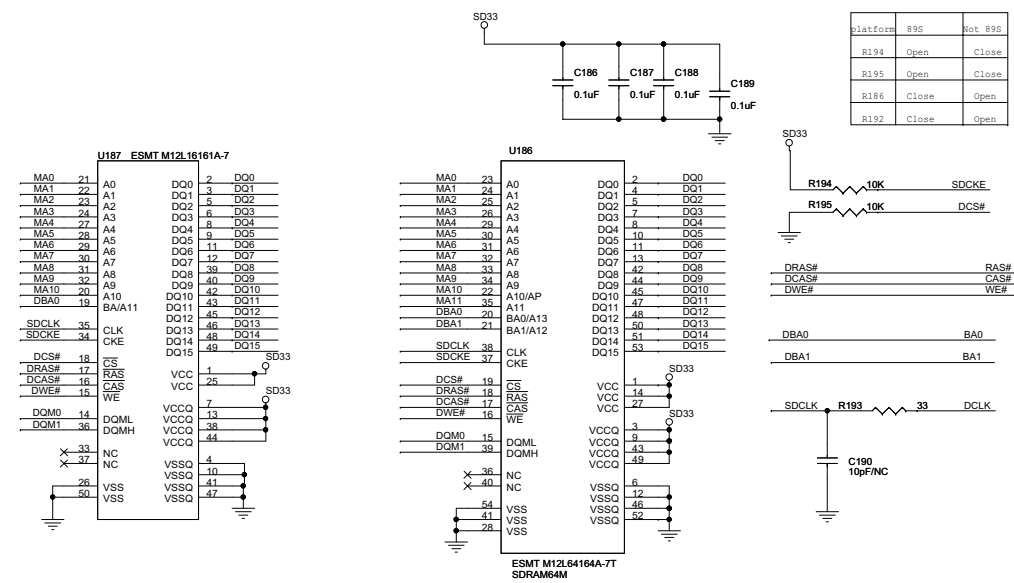 SD33
C186
0.1uF
C187
0.1uF
C188
0.1uF
C189
0.1uF
platform 89S Not 89S
R194 Open Close
R195 Open Close
R186 Close Open
R192 Close Open
U187 ESMT M12L16161A-7
MA0 21 A0 DQ0 2 DQ0
MA1 22 A1 DQ1 3 DQ1
MA2 23 A2 DQ2 5 DQ2
MA3 24 A3 DQ3 6 DQ3
MA4 27 A4 DQ4 8 DQ4
MA5 28 A5 DQ5 9 DQ5
MA6 29 A6 DQ6 11 DQ6
MA7 30 A7 DQ7 12 DQ7
MA8 31 A8 DQ8 39 DQ8
MA9 32 A9 DQ9 40 DQ9
MA10 20 A10 DQ10 42 DQ10
DBA0 19 BA/A11 DQ11 43 DQ11
DQ12 45 DQ12
SDCLK 35 CLK DQ13 46 DQ13
SDCKE 34 CKE DQ14 48 DQ14
DQ15 49 DQ15
DCS# 18 CS
DRAS# 17 RAS
DCAS# 16 CAS
DWE# 15 WE
SD33
VCC 1
VCC 25
SD33
VCCQ 7
VCCQ 13
VCCQ 38
VCCQ 44
DQM0 14 DQML
DQM1 36 DQMH
33 NC
37 NC
VSSQ 4
VSSQ 10
VSSQ 41
VSSQ 47
26 VSS
50 VSS
U186
MA0 23 A0 DQ0 2 DQ0
MA1 24 A1 DQ1 4 DQ1
MA2 25 A2 DQ2 5 DQ2
MA3 26 A3 DQ3 7 DQ3
MA4 29 A4 DQ4 8 DQ4
MA5 30 A5 DQ5 10 DQ5
MA6 31 A6 DQ6 11 DQ6
MA7 32 A7 DQ7 13 DQ7
MA8 33 A8 DQ8 42 DQ8
MA9 34 A9 DQ9 44 DQ9
MA10 22 A10/AP DQ10 45 DQ10
MA11 35 A11 DQ11 47 DQ11
DBA0 20 BA0/A13 DQ12 48 DQ12
DBA1 21 BA1/A12 DQ13 50 DQ13
DQ14 51 DQ14
SDCLK 38 CLK DQ15 53 DQ15
SDCKE 37 CKE
DCS# 19 CS
DRAS# 18 RAS
DCAS# 17 CAS
DWE# 16 WE
SD33
VCC 1
VCC 14
VCC 27
SD33
VCCQ 3
VCCQ 9
VCCQ 43
VCCQ 49
DQM0 15 DQML
DQM1 39 DQMH
36 NC
40 NC
VSSQ 6
VSSQ 12
VSSQ 46
VSSQ 52
54 VSS
41 VSS
28 VSS
ESMT M12L64164A-7T
SDRAM64M
SD33
R194 10K SDCKE
R195 10K DCS#
DRAS# RAS#
DCAS# CAS#
DWE# WE#
DBA0 BA0
DBA1 BA1
SDCLK R193 33 DCLK
C190
10pF/NC